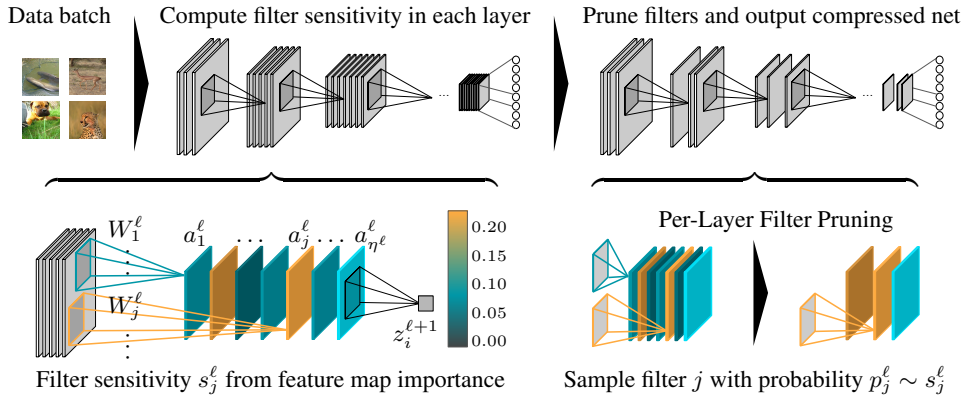 Data batch
Compute filter sensitivity in each layer
Prune filters and output compressed net
...
...
W₁^ℓ
a₁^ℓ ... a_j^ℓ ... a_{η^ℓ}^ℓ
W_j^ℓ
z_i^{ℓ+1}
0.20
0.15
0.10
0.05
0.00
Filter sensitivity s_j^ℓ from feature map importance
Per-Layer Filter Pruning
Sample filter j with probability p_j^ℓ ∼ s_j^ℓ